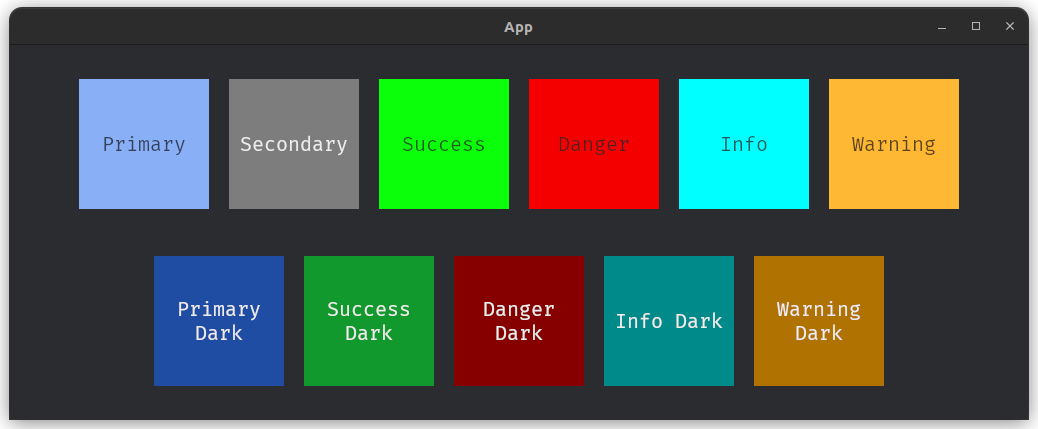 App
Primary
Secondary
Success
Danger
Info
Warning
Primary
Dark
Success
Dark
Danger
Dark
Info Dark
Warning
Dark